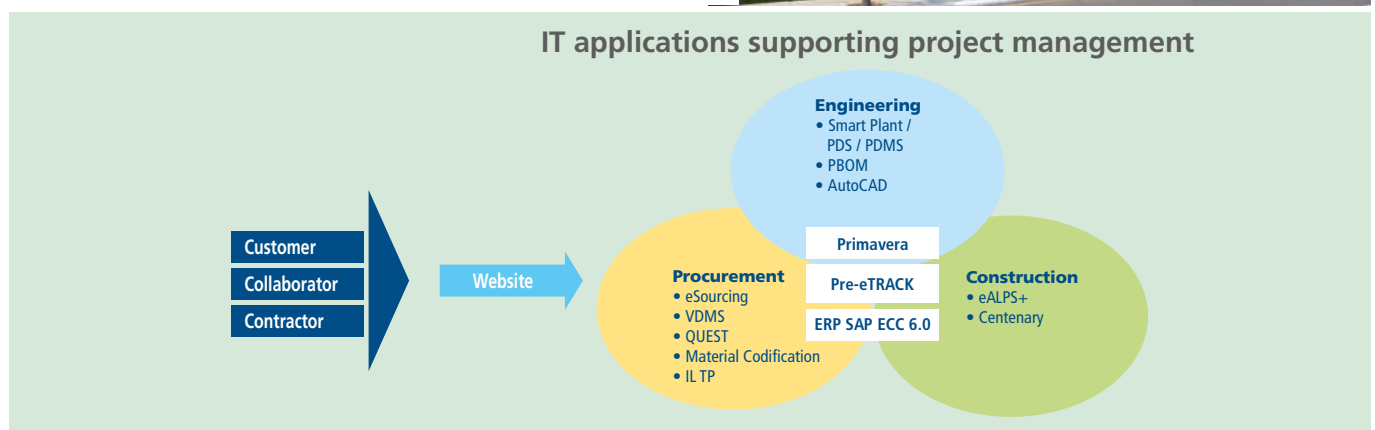 IT applications supporting project management
Customer
Collaborator
Contractor
Website
Engineering
• Smart Plant /
PDS / PDMS
• PBOM
• AutoCAD
Primavera
Pre-eTRACK
ERP SAP ECC 6.0
Procurement
• eSourcing
• VDMS
• QUEST
• Material Codification
• IL TP
Construction
• eALPS+
• Centenary